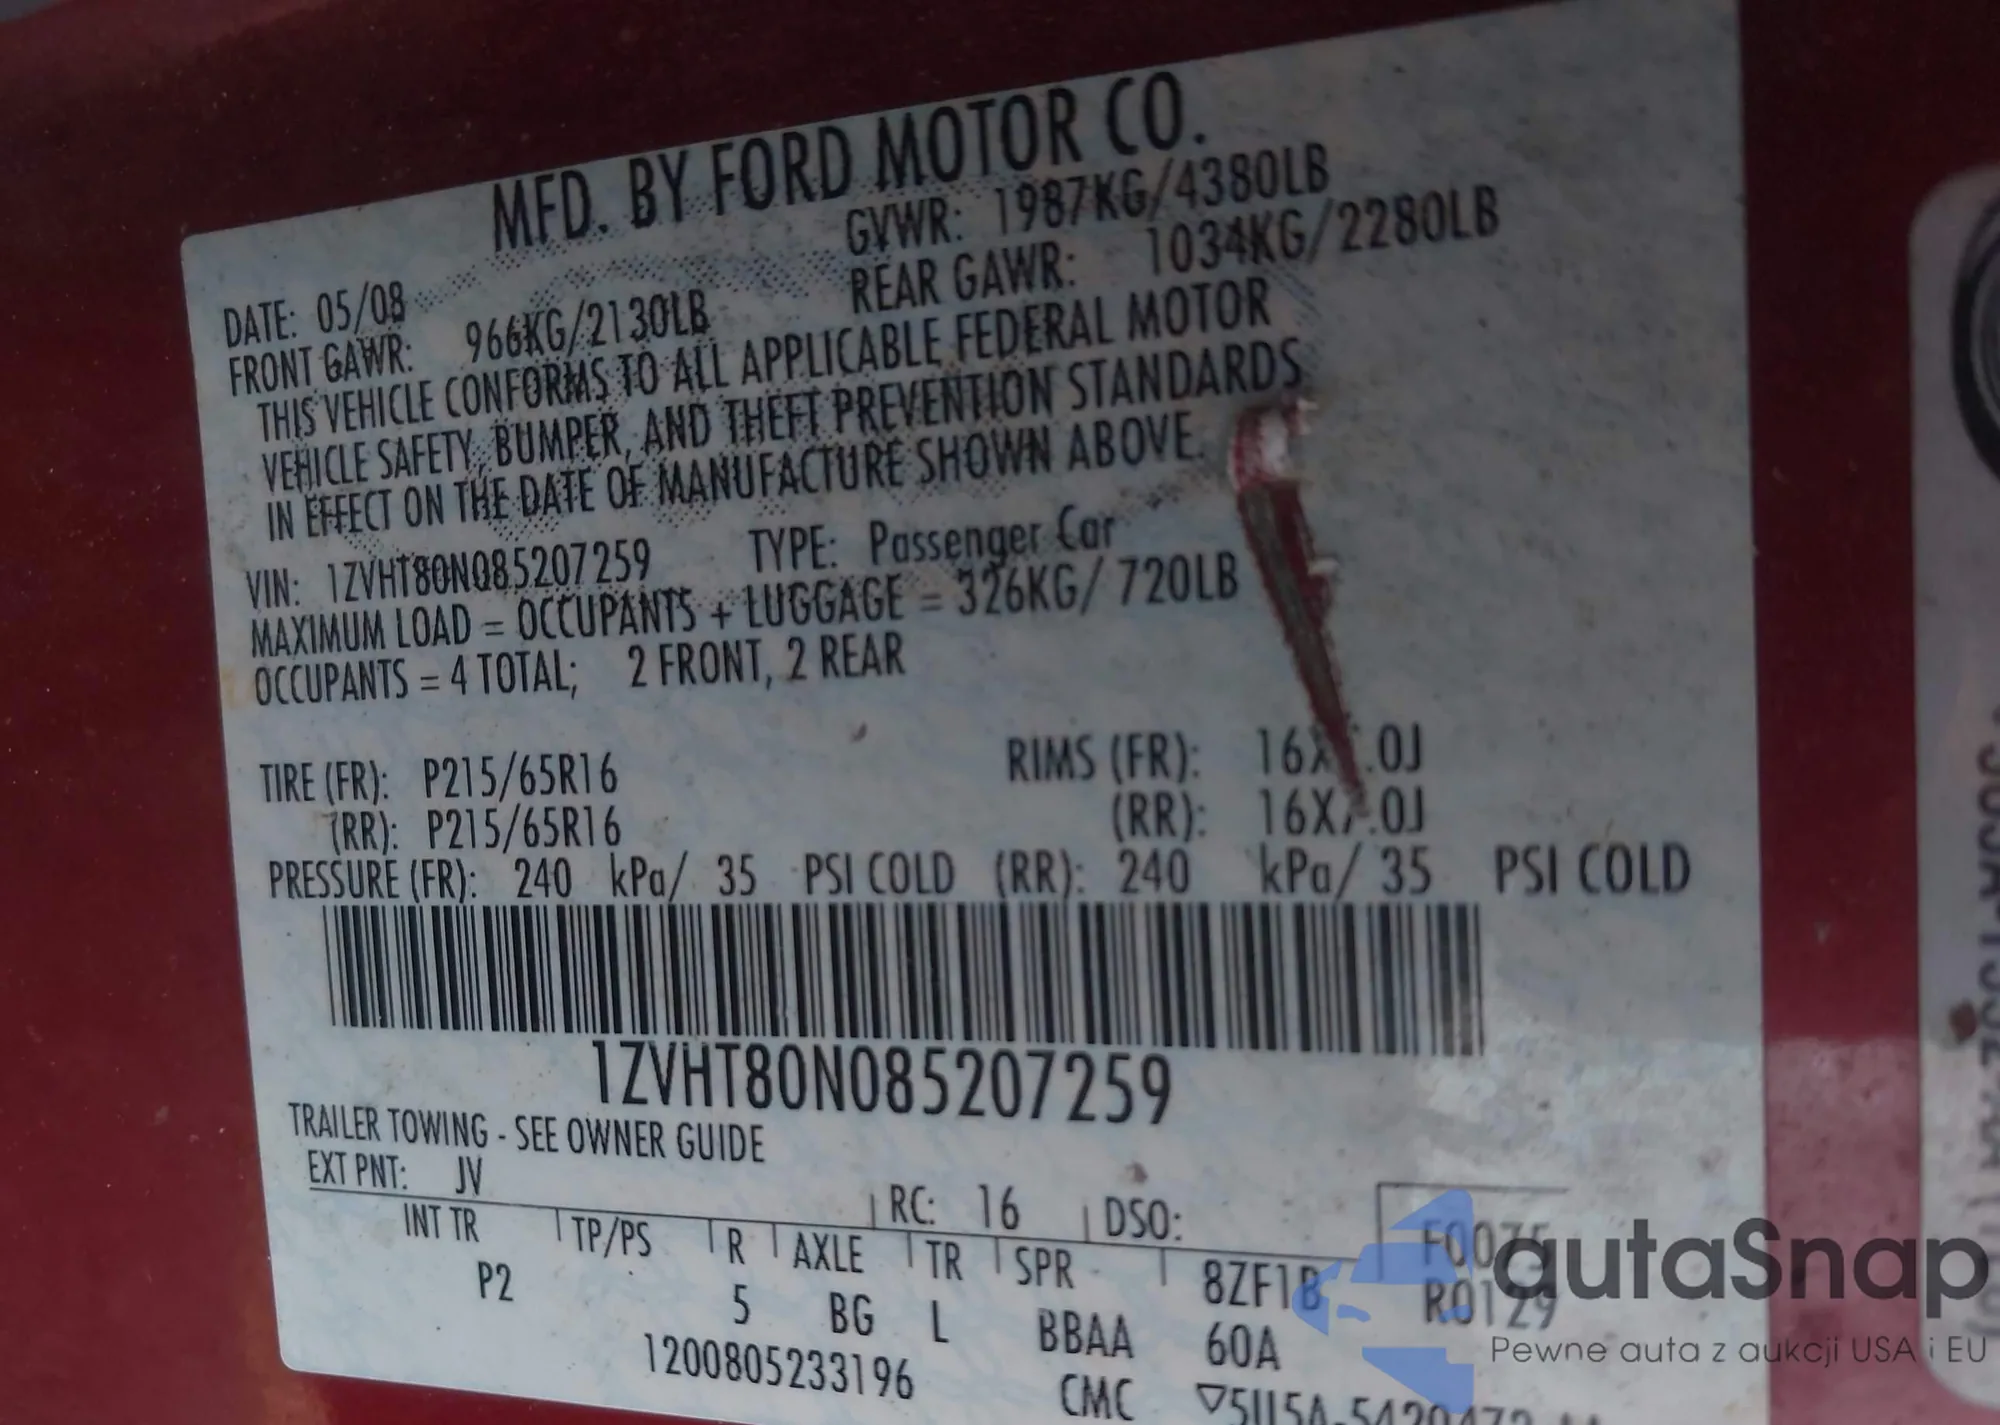 MFD. BY FORD MOTOR CO.
DATE: 05/08 GVWR: 1987KG/4380LB
FRONT GAWR: 966KG/2130LB REAR GAWR: 1034KG/2280LB
THIS VEHICLE CONFORMS TO ALL APPLICABLE FEDERAL MOTOR
VEHICLE SAFETY, BUMPER, AND THEFT PREVENTION STANDARDS
IN EFFECT ON THE DATE OF MANUFACTURE SHOWN ABOVE.
VIN: 1ZVHT80N085207259 TYPE: Passenger Car
MAXIMUM LOAD = OCCUPANTS + LUGGAGE = 326KG/ 720LB
OCCUPANTS = 4 TOTAL; 2 FRONT, 2 REAR
TIRE (FR): P215/65R16 RIMS (FR):
(RR): P215/65R16 (RR):
PRESSURE (FR): 240 kPa/ 35 PSI COLD (RR): 240 kPa/ 35 PSI COLD
1ZVHT80N085207259
TRAILER TOWING - SEE OWNER GUIDE
EXT PNT: JV RC: 16 DSO:
INT TR TP/PS R AXLE TR SPR 8ZF1B
P2 5 BG L BBAA 60A R0129
1200805233196 CMC
autaSnap
Pewne auta z aukcji USA i EU